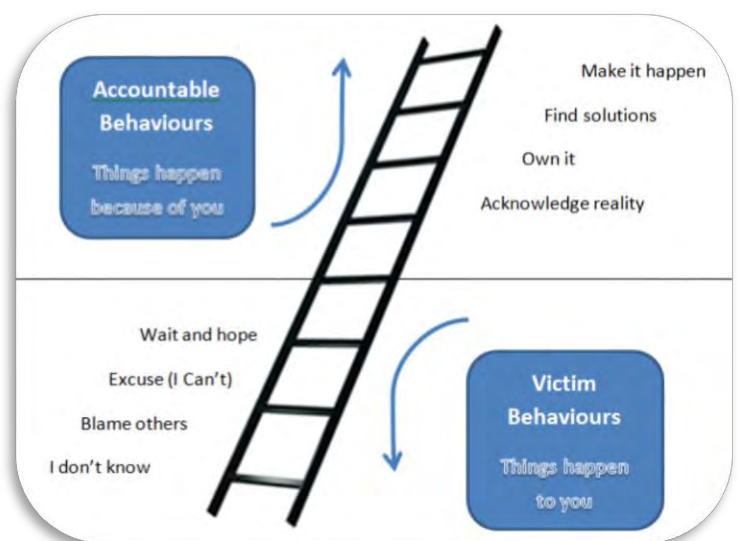 Accountable
Behaviours
Things happen
because of you
Make it happen
Find solutions
Own it
Acknowledge reality
Wait and hope
Excuse (I Can't)
Blame others
I don't know
Victim
Behaviours
Things happen
to you